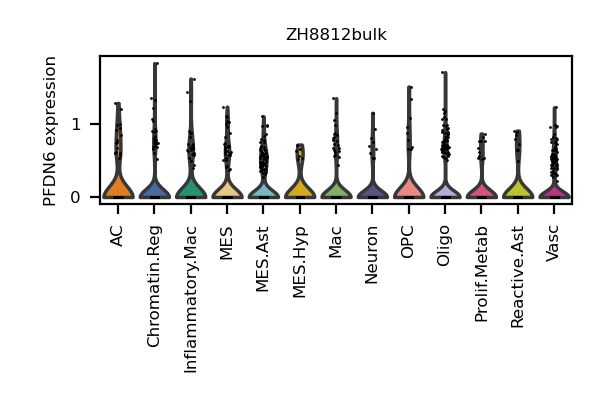 ZH8812bulk
PFDN6 expression
1
0
AC
Chromatin.Reg
Inflammatory.Mac
MES
MES.Ast
MES.Hyp
Mac
Neuron
OPC
Oligo
Prolif.Metab
Reactive.Ast
Vasc